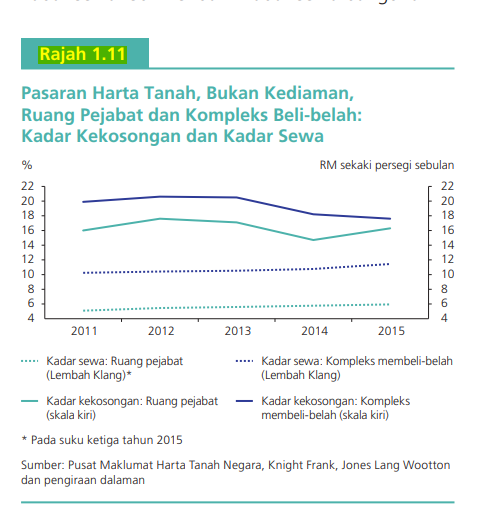 Rajah 1.11
Pasaran Harta Tanah, Bukan Kediaman,
Ruang Pejabat dan Kompleks Beli-belah:
Kadar Kekosongan dan Kadar Sewa
% RM sekaki persegi sebulan
22 22
20 20
18 18
16 16
14 14
12 12
10 10
8 8
6 6
4 4
2011 2012 2013 2014 2015
Kadar sewa: Ruang pejabat
(Lembah Klang)*
Kadar sewa: Kompleks membeli-belah
(Lembah Klang)
Kadar kekosongan: Ruang pejabat
(skala kiri)
Kadar kekosongan: Kompleks
membeli-belah (skala kiri)
* Pada suku ketiga tahun 2015
Sumber: Pusat Maklumat Harta Tanah Negara, Knight Frank, Jones Lang Wootton
dan pengiraan dalaman